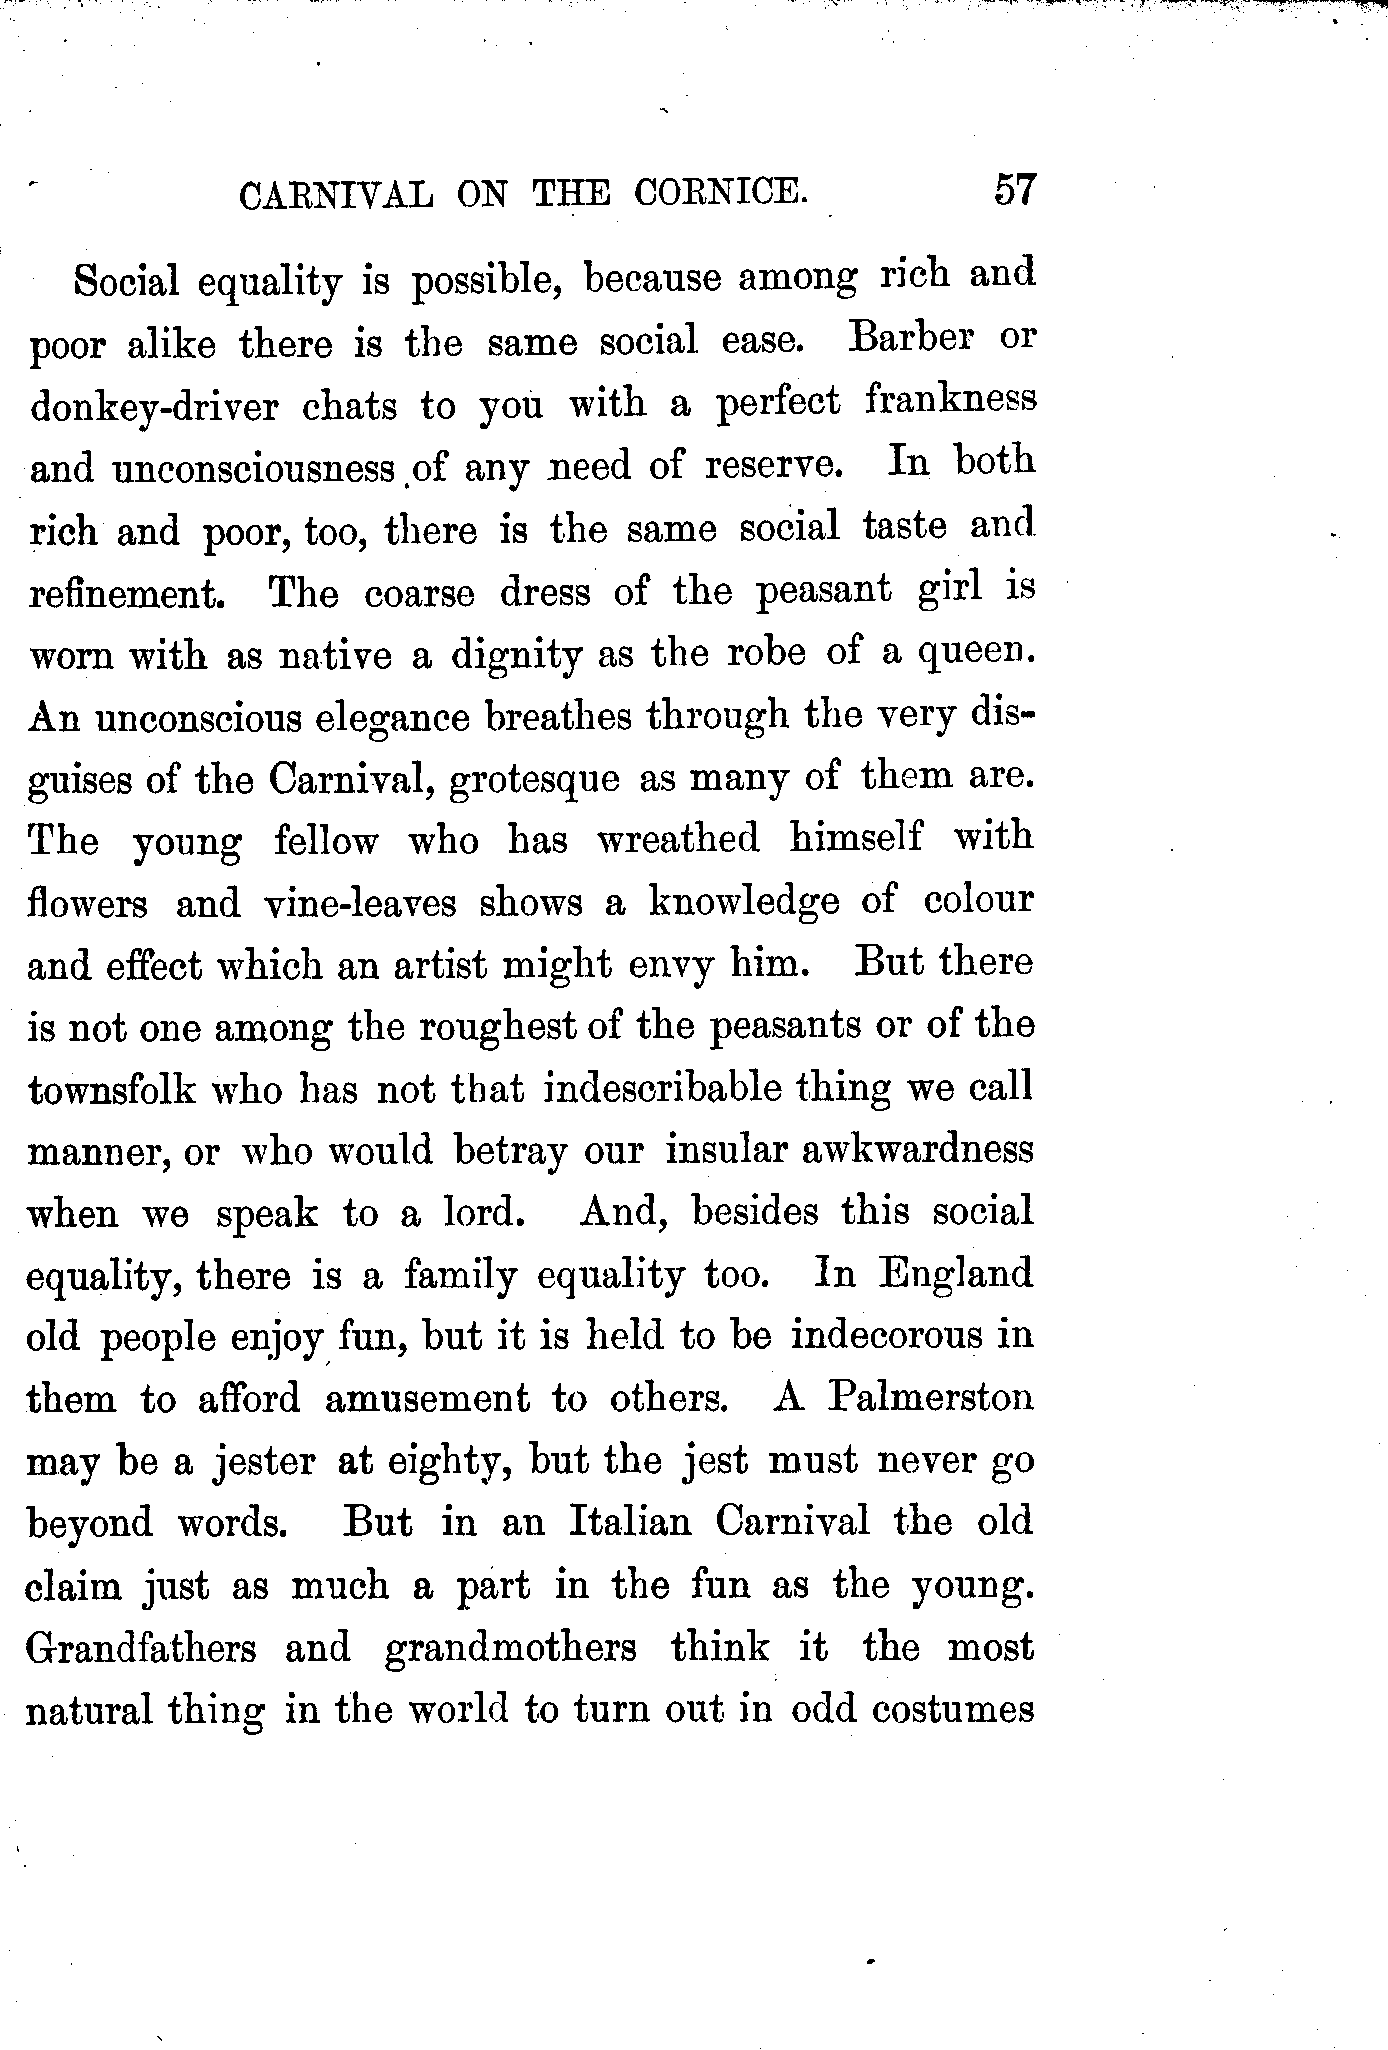 CARNIVAL ON THE CORNICE. 57
Social equality is possible, because among rich and
poor alike there is the same social ease. Barber or
donkey-driver chats to you with a perfect frankness
and unconsciousness of any need of reserve. In both
rich and poor, too, there is the same social taste and
refinement. The coarse dress of the peasant girl is
worn with as native a dignity as the robe of a queen.
An unconscious elegance breathes through the very dis-
guises of the Carnival, grotesque as many of them are.
The young fellow who has wreathed himself with
flowers and vine-leaves shows a knowledge of colour
and effect which an artist might envy him. But there
is not one among the roughest of the peasants or of the
townsfolk who has not that indescribable thing we call
manner, or who would betray our insular awkwardness
when we speak to a lord. And, besides this social
equality, there is a family equality too. In England
old people enjoy fun, but it is held to be indecorous in
them to afford amusement to others. A Palmerston
may be a jester at eighty, but the jest must never go
beyond words. But in an Italian Carnival the old
claim just as much a part in the fun as the young.
Grandfathers and grandmothers think it the most
natural thing in the world to turn out in odd costumes